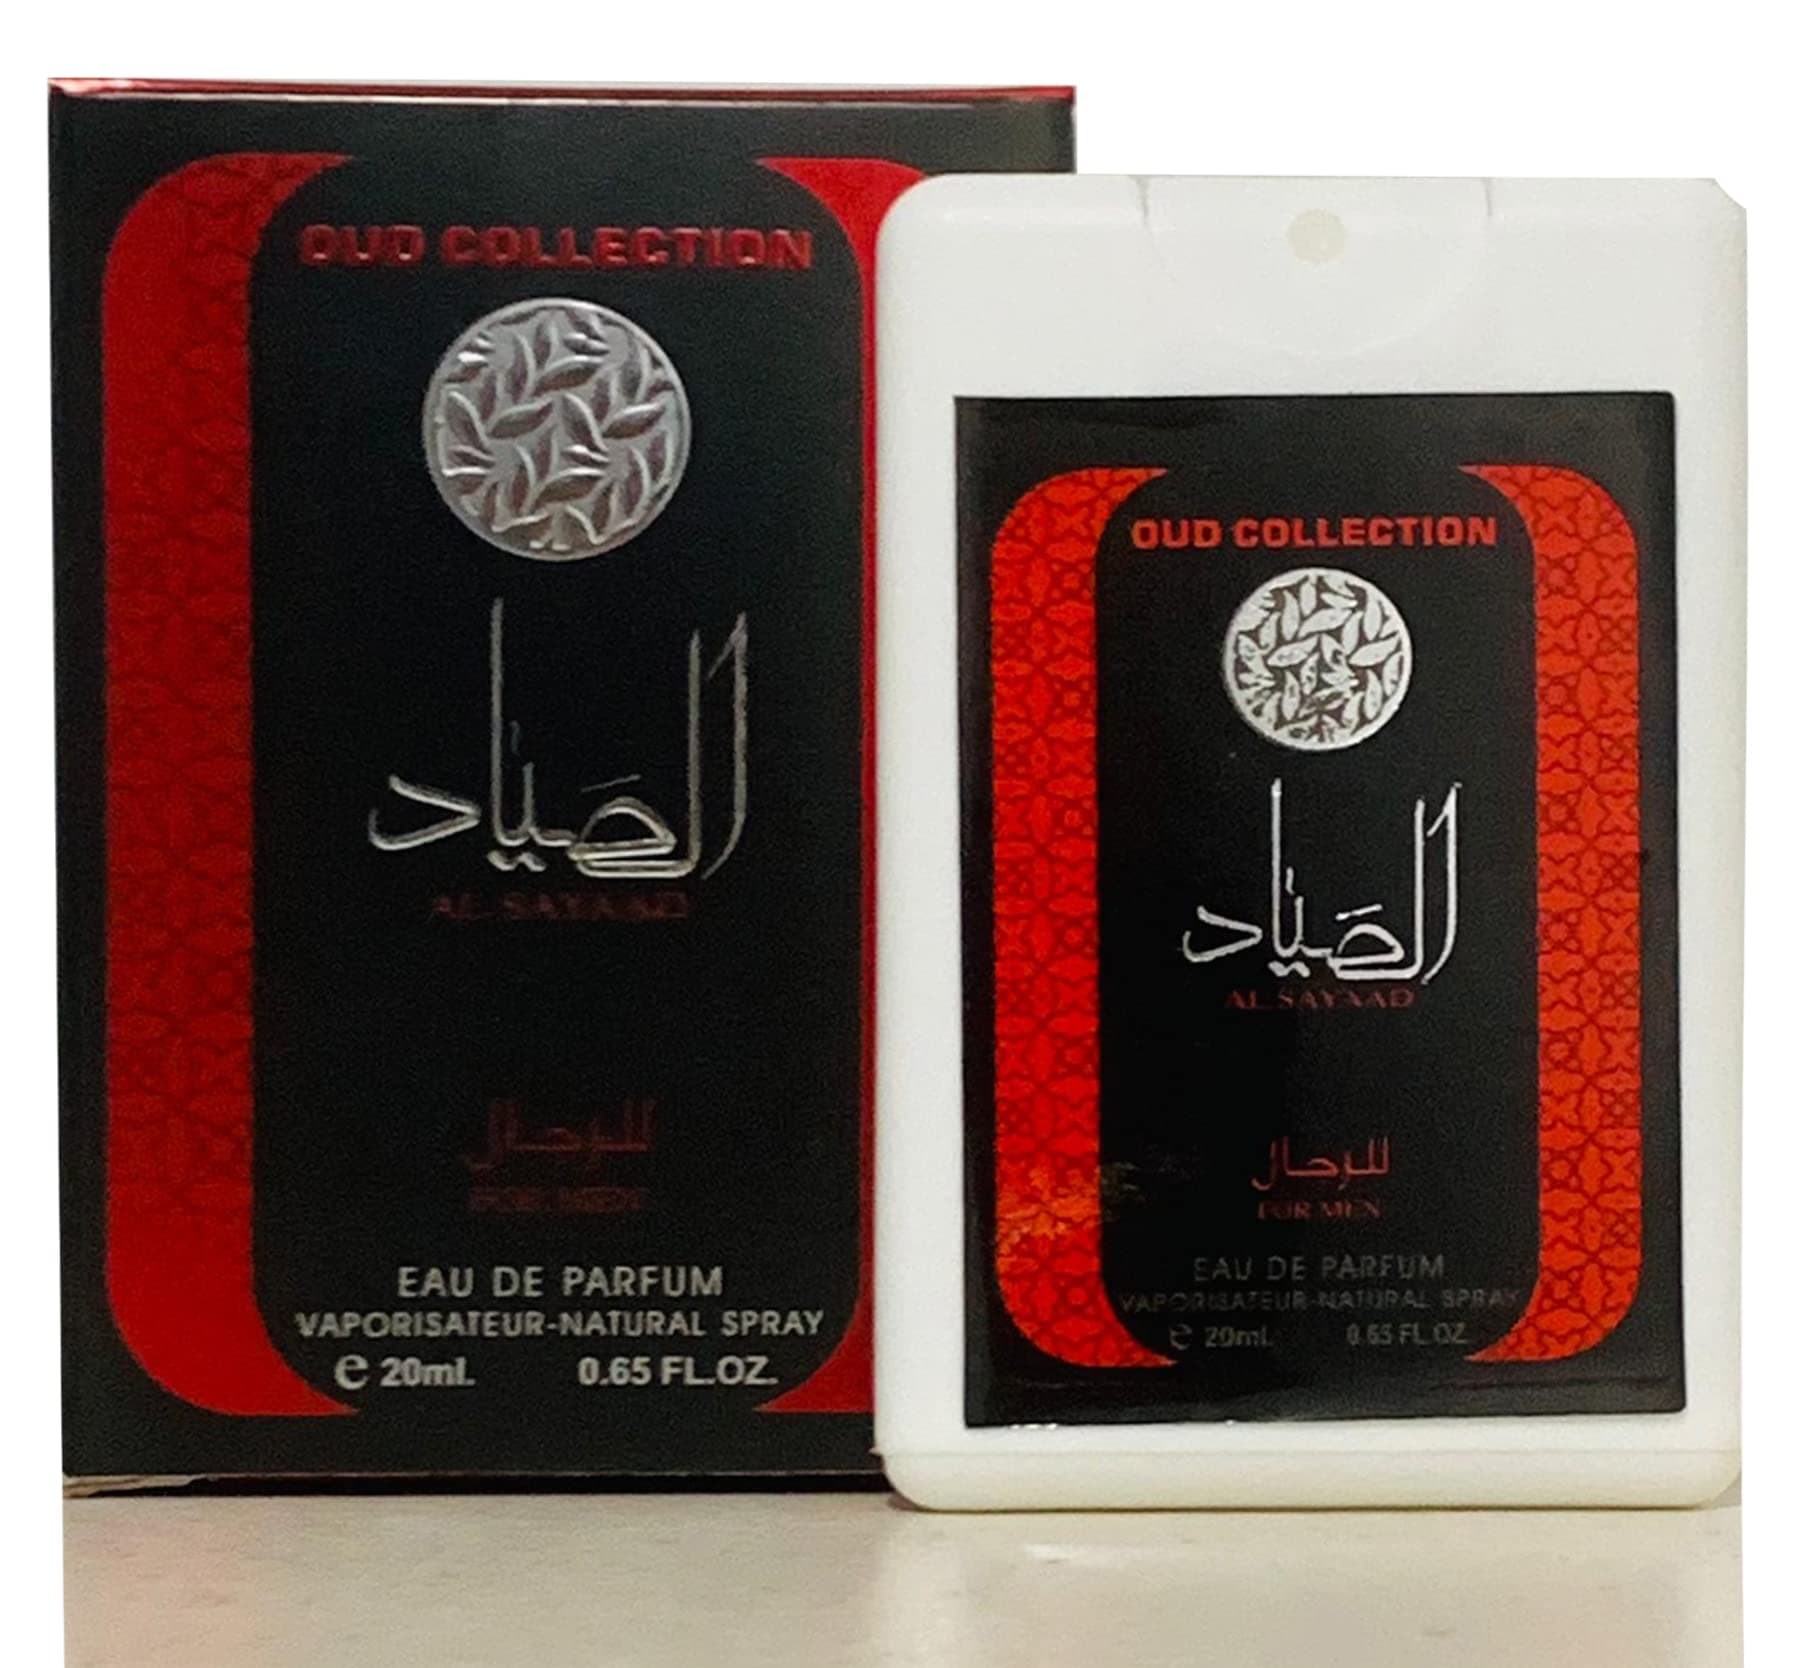 OUD COLLECTION
الصياد
AL-SAYAAD
للرجال
FOR MEN
EAU DE PARFUM
VAPORISATEUR-NATURAL SPRAY
℮ 20ml. 0.65 FL.OZ.
OUD COLLECTION
الصياد
AL-SAYAAD
للرجال
FOR MEN
EAU DE PARFUM
VAPORISATEUR-NATURAL SPRAY
℮ 20ml. 0.65 FL.OZ.